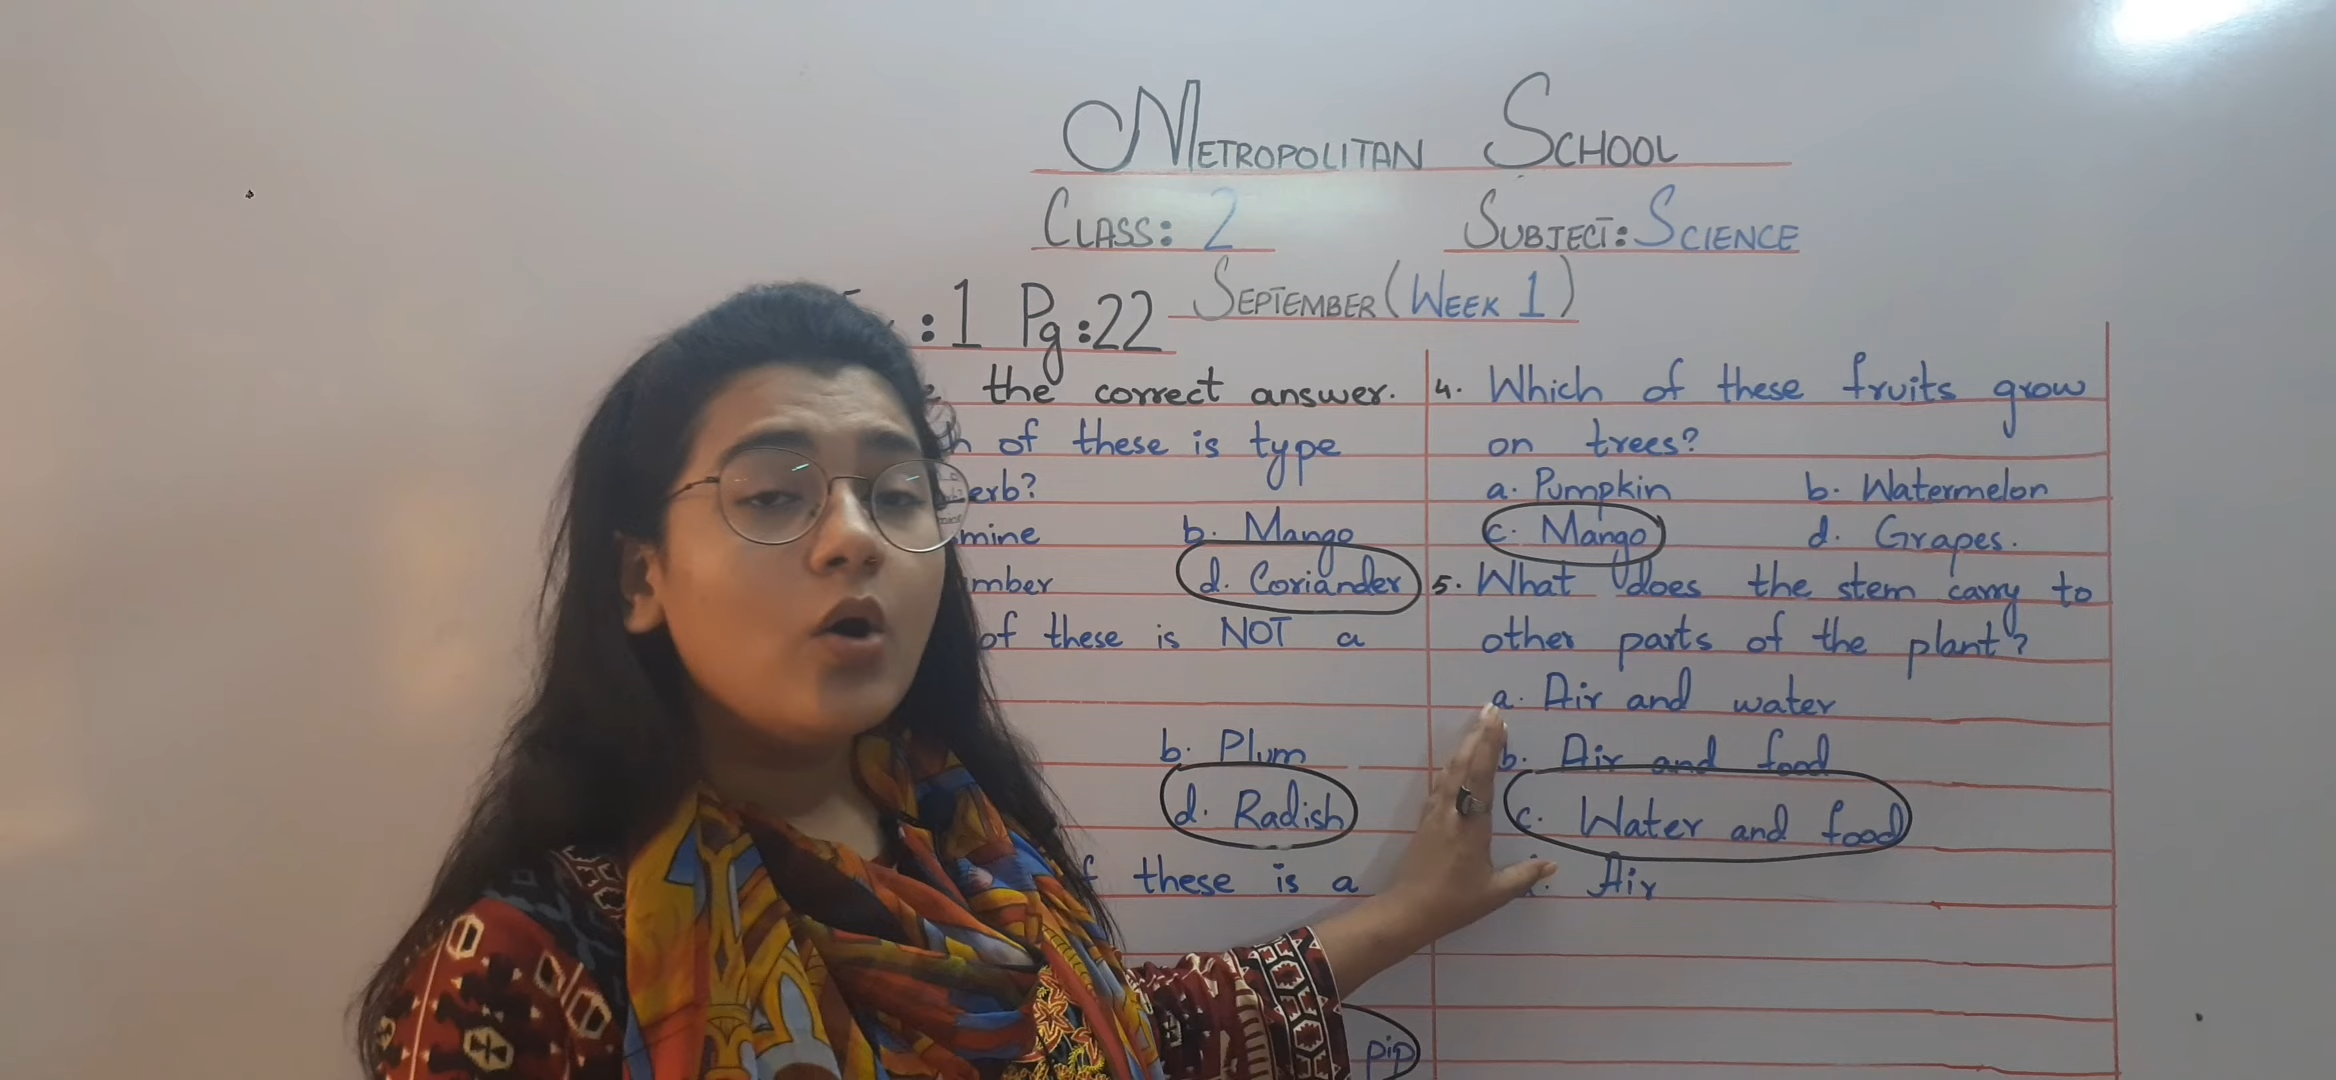 METROPOLITAN SCHOOL
CLASS: 2 SUBJECT: SCIENCE
SEPTEMBER (WEEK 1)
:1 Pg:22
the correct answer.
of these is type
erb?
mine b. Mango
mber d. Coriander
of these is NOT a
b. Plum
d. Radish
these is a
pip
4. Which of these fruits grow
on trees?
a. Pumpkin b. Watermelon
c. Mango d. Grapes.
5. What does the stem carry to
other parts of the plant?
a. Air and water
b. Air and food
c. Water and food
Air